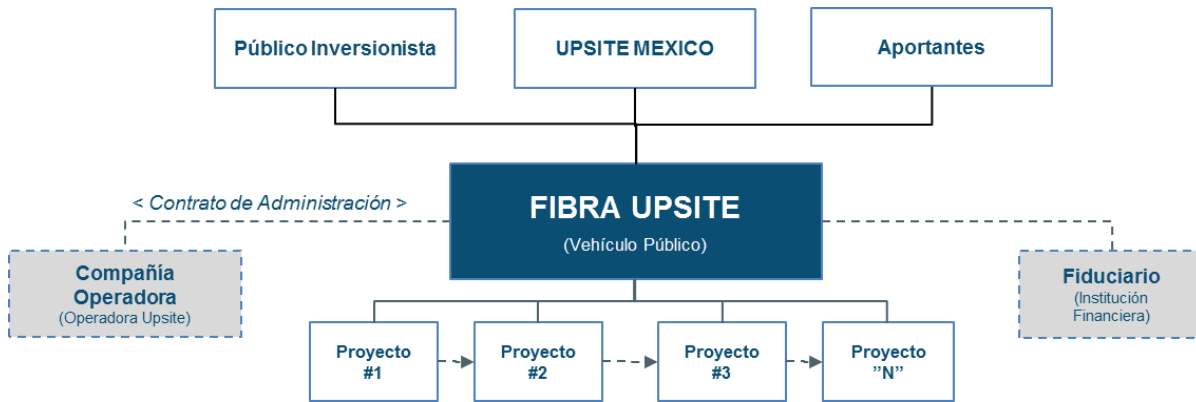 Público Inversionista
UPSITE MEXICO
Aportantes
< Contrato de Administración >
FIBRA UPSITE
(Vehículo Público)
Compañía
Operadora
(Operadora Upsite)
Fiduciario
(Institución
Financiera)
Proyecto
#1
Proyecto
#2
Proyecto
#3
Proyecto
”N”